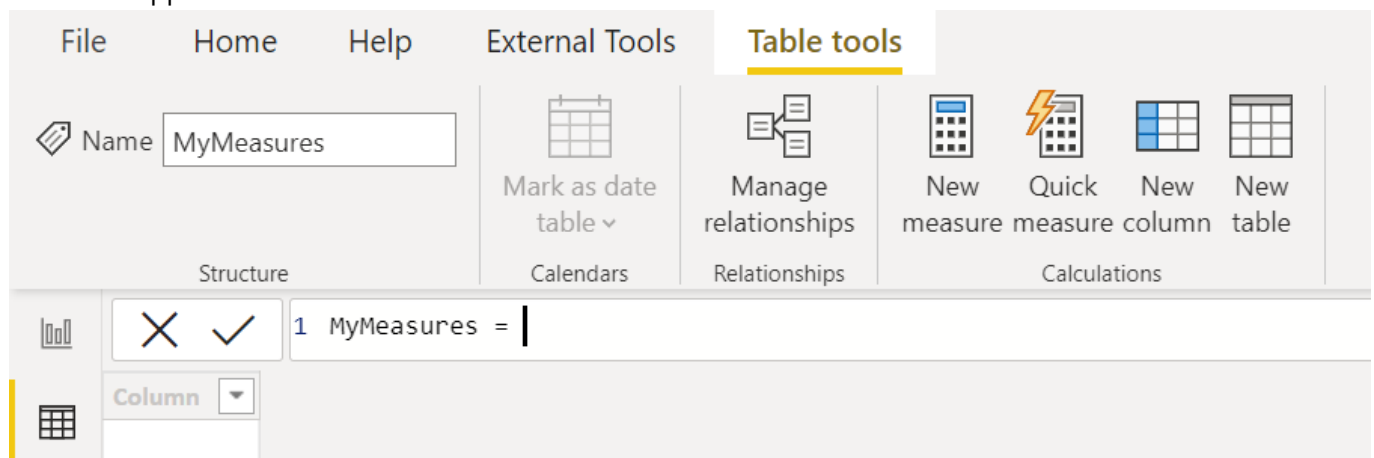 File Home Help External Tools Table tools
Name MyMeasures
Mark as date table
Manage relationships
New measure
Quick measure
New column
New table
Structure Calendars Relationships Calculations
1 MyMeasures =
Column